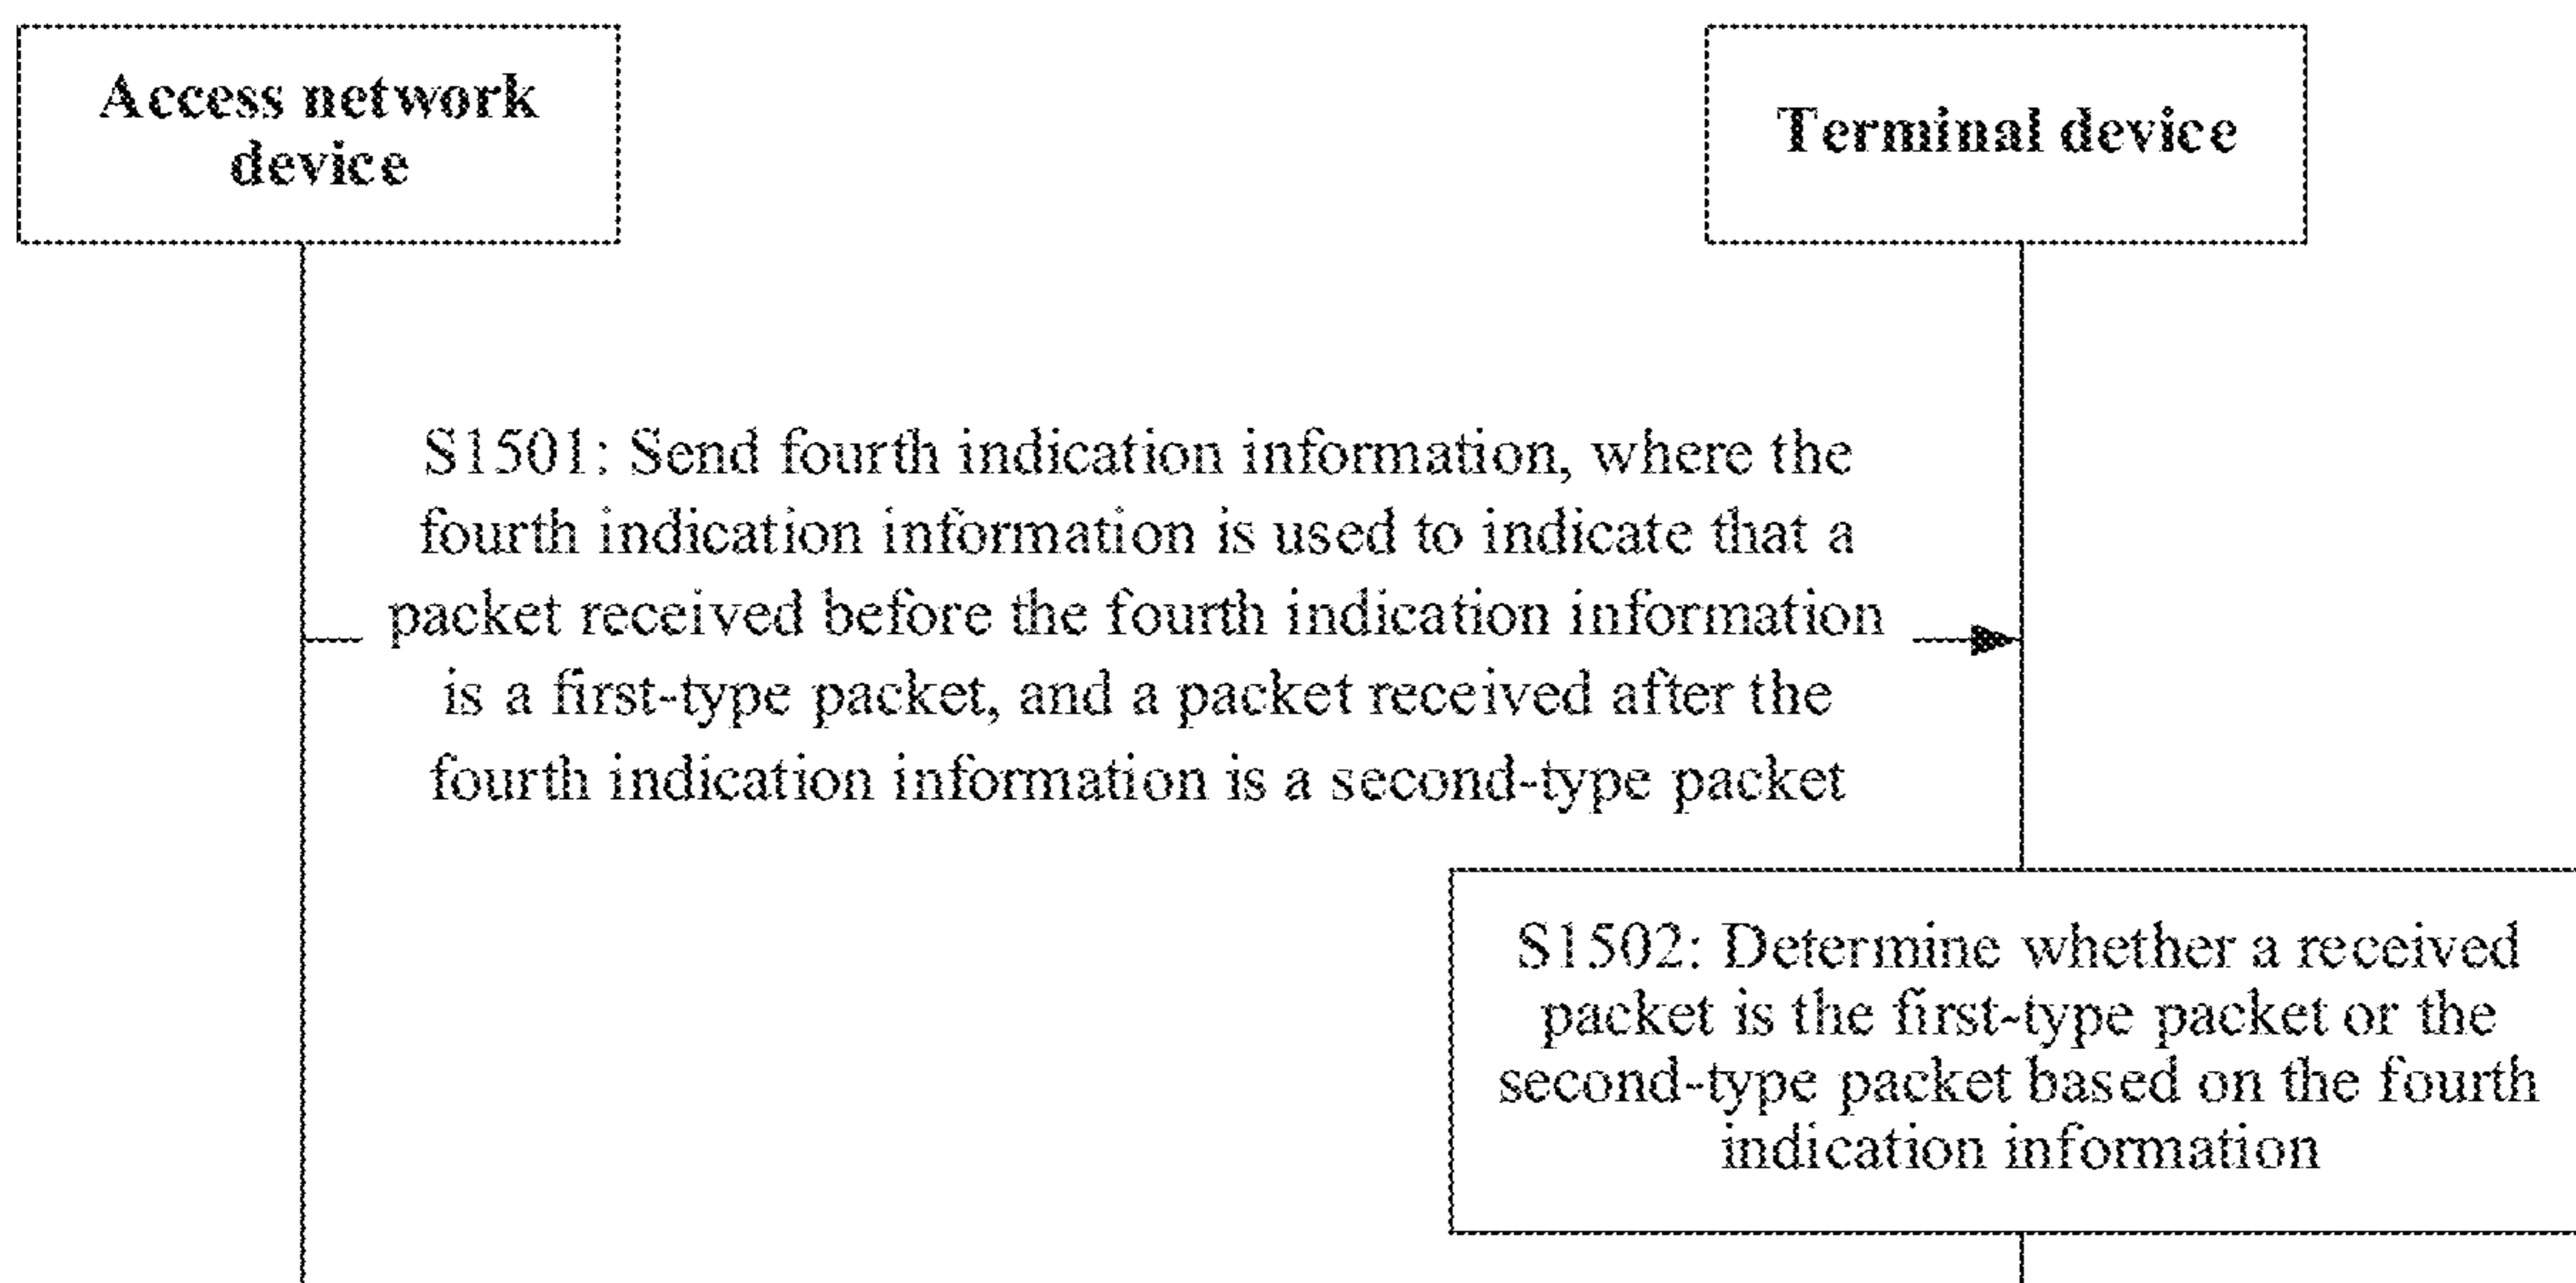 Access network
device
Terminal device
S1501: Send fourth indication information, where the
fourth indication information is used to indicate that a
packet received before the fourth indication information
is a first-type packet, and a packet received after the
fourth indication information is a second-type packet
S1502: Determine whether a received
packet is the first-type packet or the
second-type packet based on the fourth
indication information